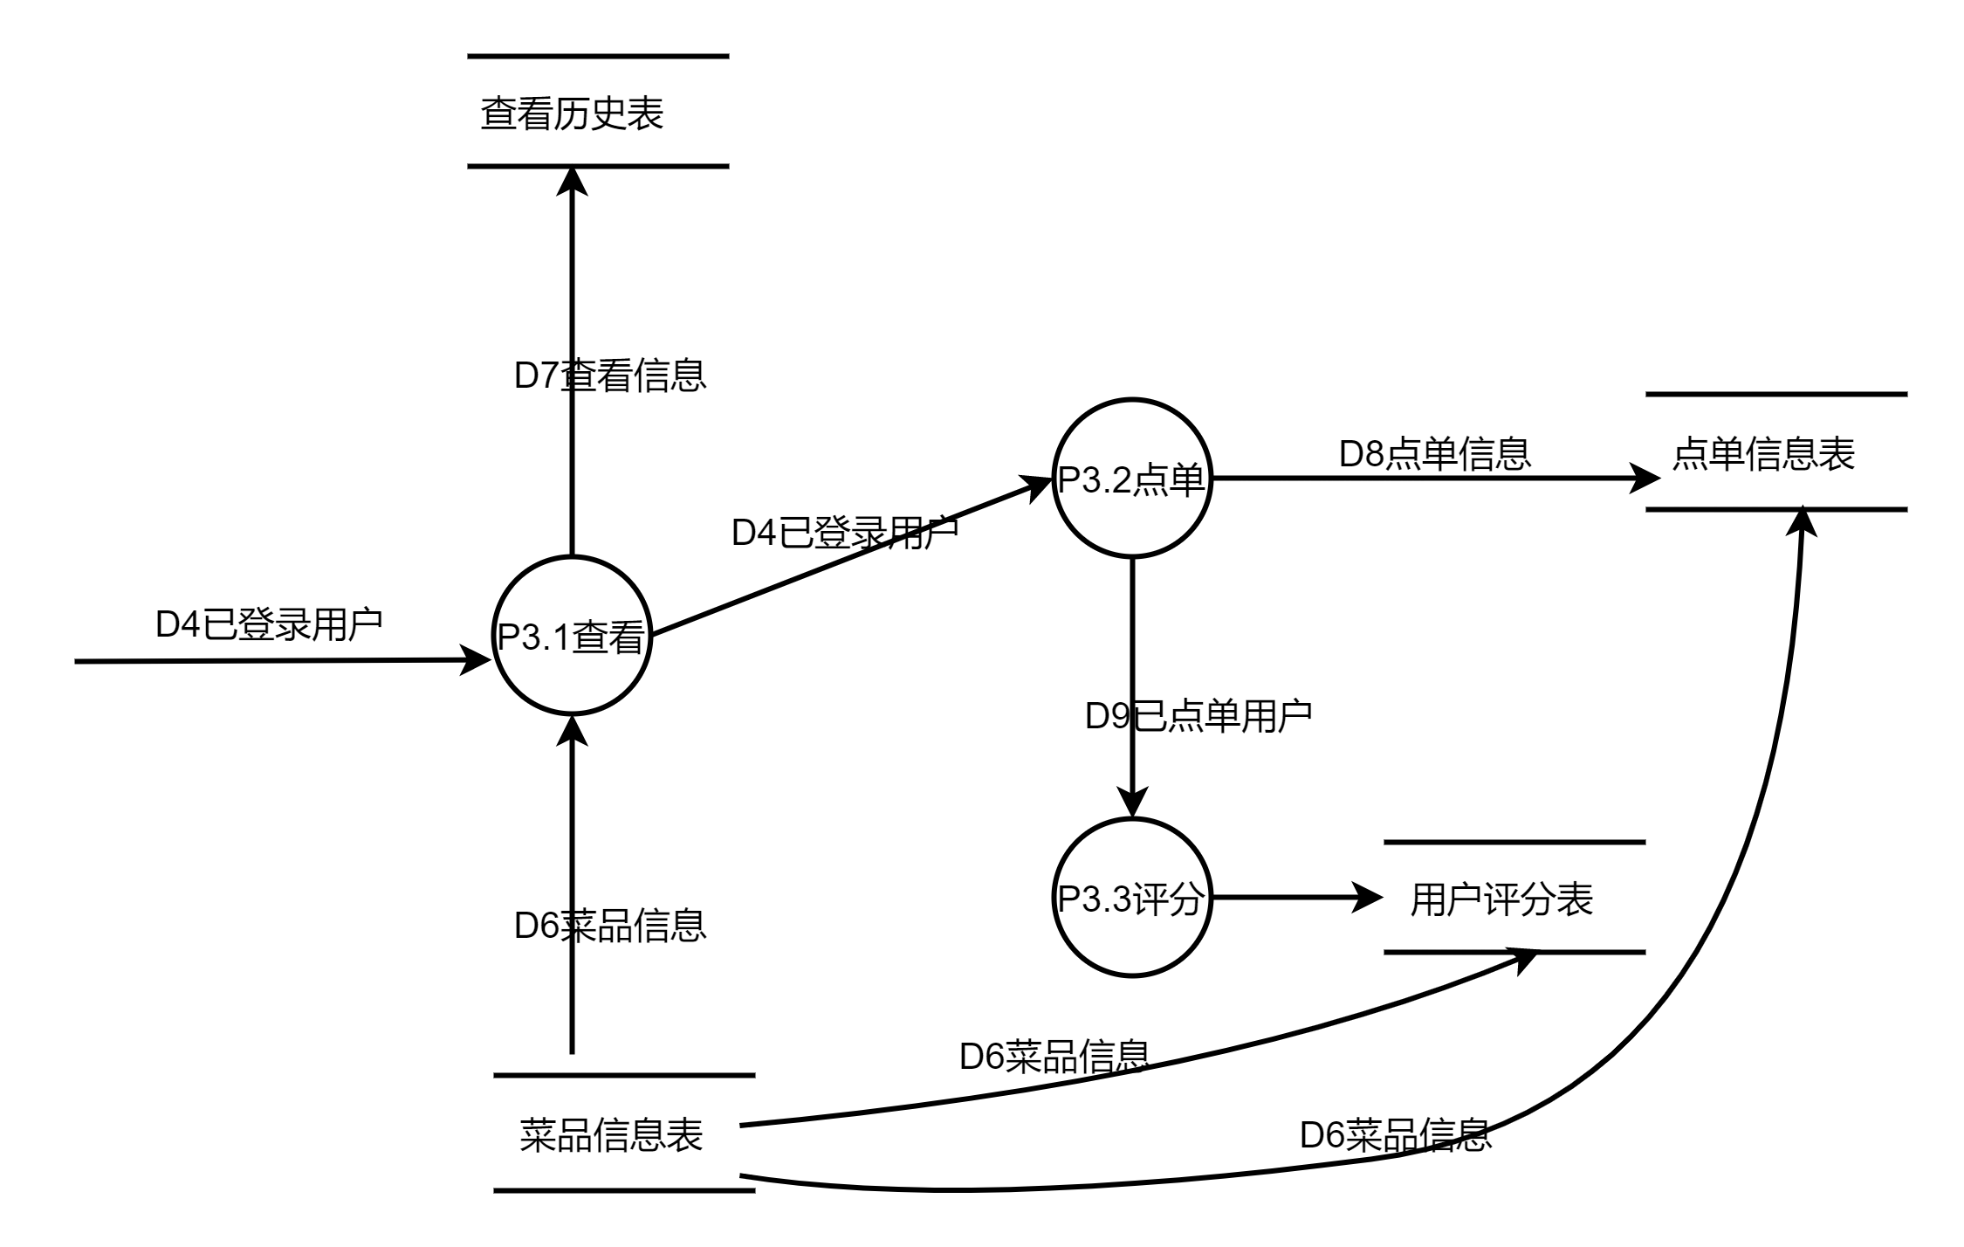 查看历史表
D7查看信息
D8点单信息
点单信息表
P3.2点单
D4已登录用户
D4已登录用户
P3.1查看
D9已点单用户
P3.3评分
用户评分表
D6菜品信息
D6菜品信息
菜品信息表
D6菜品信息